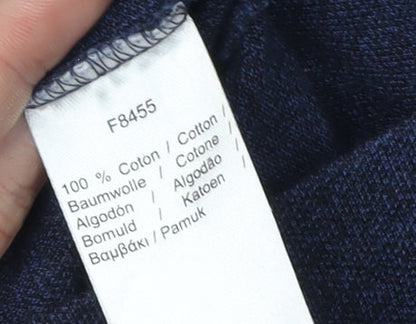 F8455
100 % Coton / Cotton /
Baumwolle / Cotone /
Algodón / Algodão /
Bomuld / Katoen /
Βαμβάκι / Pamuk